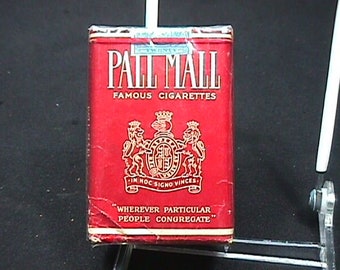 PALL MALL
FAMOUS CIGARETTES
IN HOC SIGNO VINCES
"WHEREVER PARTICULAR
PEOPLE CONGREGATE"